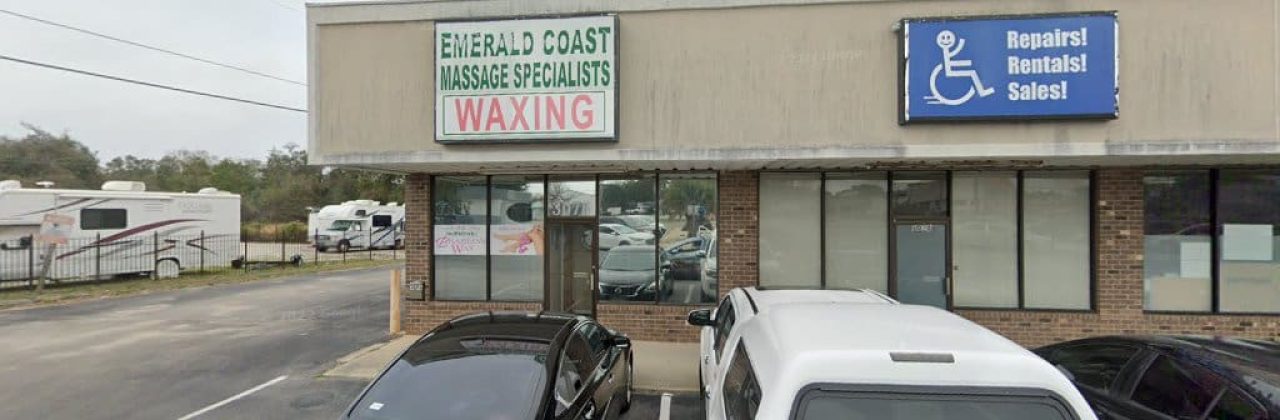 EMERALD COAST
MASSAGE SPECIALISTS
WAXING
Repairs!
Rentals!
Sales!